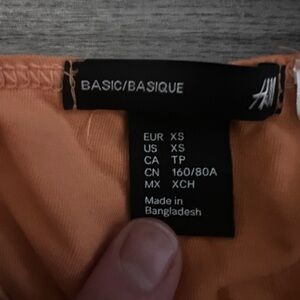 BASIC/BASIQUE H&M
EUR XS
US XS
CA TP
CN 160/80A
MX XCH
Made in
Bangladesh